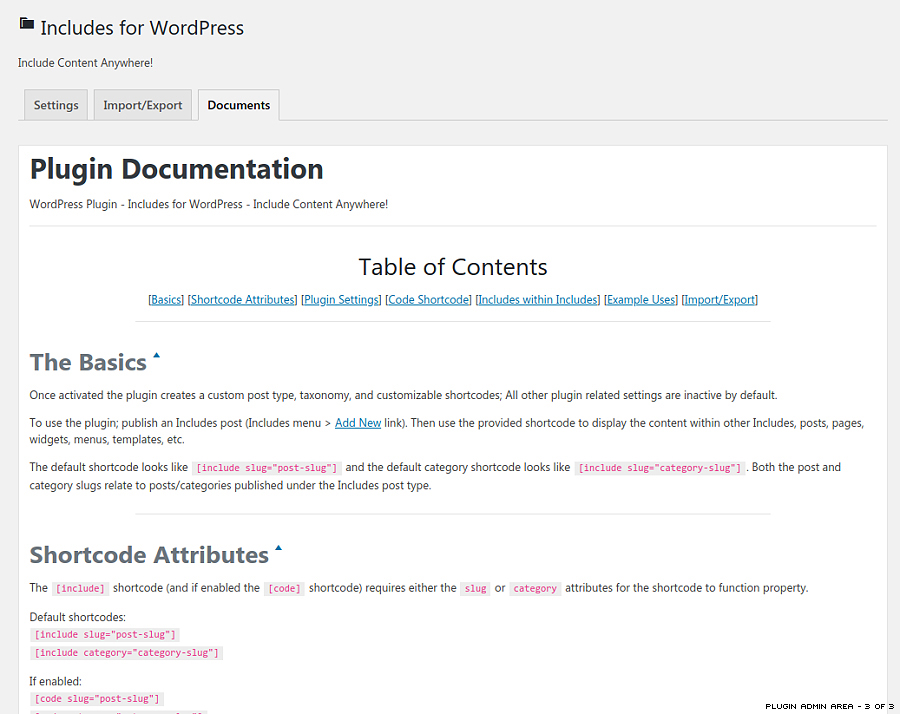 Includes for WordPress
Include Content Anywhere!
Settings Import/Export Documents
Plugin Documentation
WordPress Plugin - Includes for WordPress - Include Content Anywhere!
Table of Contents
[Basics] [Shortcode Attributes] [Plugin Settings] [Code Shortcode] [Includes within Includes] [Example Uses] [Import/Export]
The Basics
Once activated the plugin creates a custom post type, taxonomy, and customizable shortcodes; All other plugin related settings are inactive by default.
To use the plugin; publish an Includes post (Includes menu > Add New link). Then use the provided shortcode to display the content within other Includes, posts, pages,
widgets, menus, templates, etc.
The default shortcode looks like [include slug="post-slug"] and the default category shortcode looks like [include slug="category-slug"]. Both the post and
category slugs relate to posts/categories published under the Includes post type.
Shortcode Attributes
The [include] shortcode (and if enabled the [code] shortcode) requires either the slug or category attributes for the shortcode to function property.
Default shortcodes:
[include slug="post-slug"]
[include category="category-slug"]
If enabled:
[code slug="post-slug"]
PLUGIN ADMIN AREA - 3 OF 3